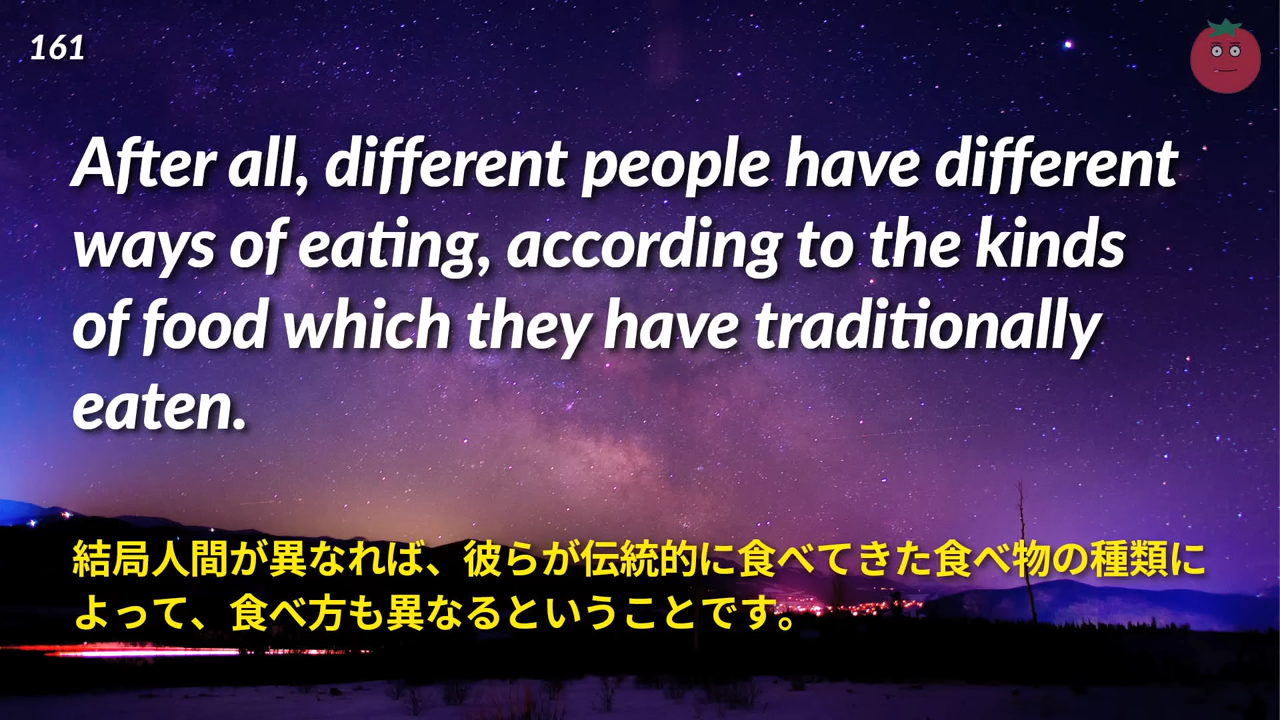 161
After all, different people have different
ways of eating, according to the kinds
of food which they have traditionally
eaten.
結局人間が異なれば、彼らが伝統的に食べてきた食べ物の種類に
よって、食べ方も異なるということです。